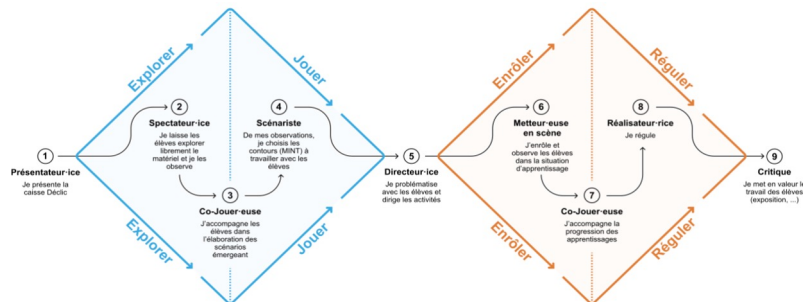 Explorer
Jouer
Enrôler
Réguler
1
Présentateur·ice
Je présente la
caisse Déclic
2
Spectateur·ice
Je laisse les
élèves explorer
librement le
matériel et je les
observe
3
Co-Jouer·euse
J'accompagne les
élèves dans
l'élaboration des
scénarios
émergeant
4
Scénariste
De mes observations,
je choisis les
contours (MINT) à
travailler avec les
élèves
5
Directeur·ice
Je problématise
avec les élèves et
dirige les activités
6
Metteur·euse
en scène
J'enrôle et
observe les élèves
dans la situation
d'apprentissage
7
Co-Jouer·euse
J'accompagne la
progression des
apprentissages
8
Réalisateur·rice
Je régule
9
Critique
Je met en valeur le
travail des élèves
(exposition, ...)
Explorer
Jouer
Enrôler
Réguler